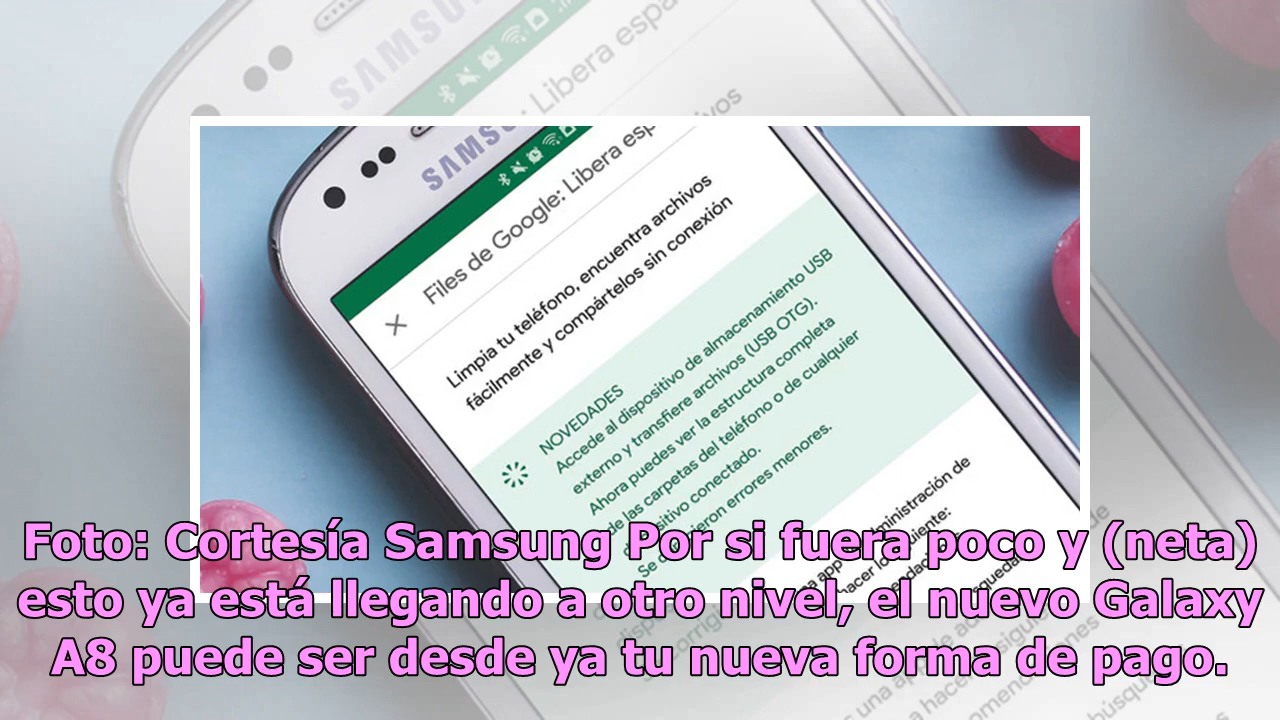 SAMSUNG
Files de Google: Libera esp
Limpia tu teléfono, encuentra archivos
fácilmente y compártelos sin conexión
NOVEDADES
Accede al dispositivo de almacenamiento USB
externo y transfiere archivos (USB OTG).
Ahora puedes ver la estructura completa
de las carpetas del teléfono o de cualquier
conectado.
errores menores.
app administración de
Foto: Cortesía Samsung Por si fuera poco y (neta)
esto ya está llegando a otro nivel, el nuevo Galaxy
A8 puede ser desde ya tu nueva forma de pago.